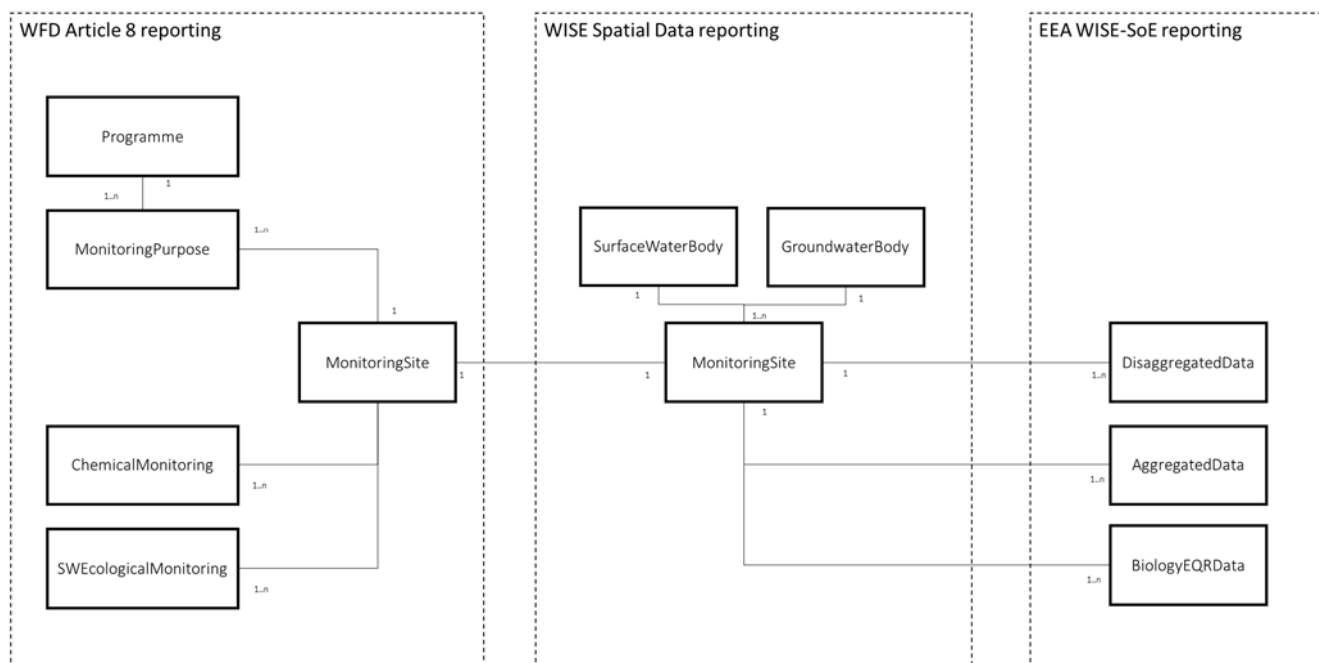 WFD Article 8 reporting
WISE Spatial Data reporting
EEA WISE-SoE reporting
Programme
1
1..n
MonitoringPurpose
1..n
SurfaceWaterBody
GroundwaterBody
1
1
1
1..n
MonitoringSite
1
1
MonitoringSite
1
1
1..n
DisaggregatedData
ChemicalMonitoring
1..n
1..n
AggregatedData
SWEcologicalMonitoring
1..n
1..n
BiologyEQRData